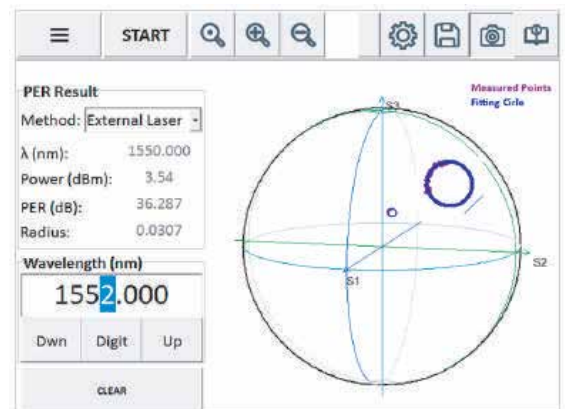 START
PER Result
Method: External Laser
λ (nm): 1550.000
Power (dBm): 3.54
PER (dB): 36.287
Radius: 0.0307
Wavelength (nm)
1552.000
Dwn Digit Up
CLEAR
Measured Points
Fitting Cirle
S3
S2
S1